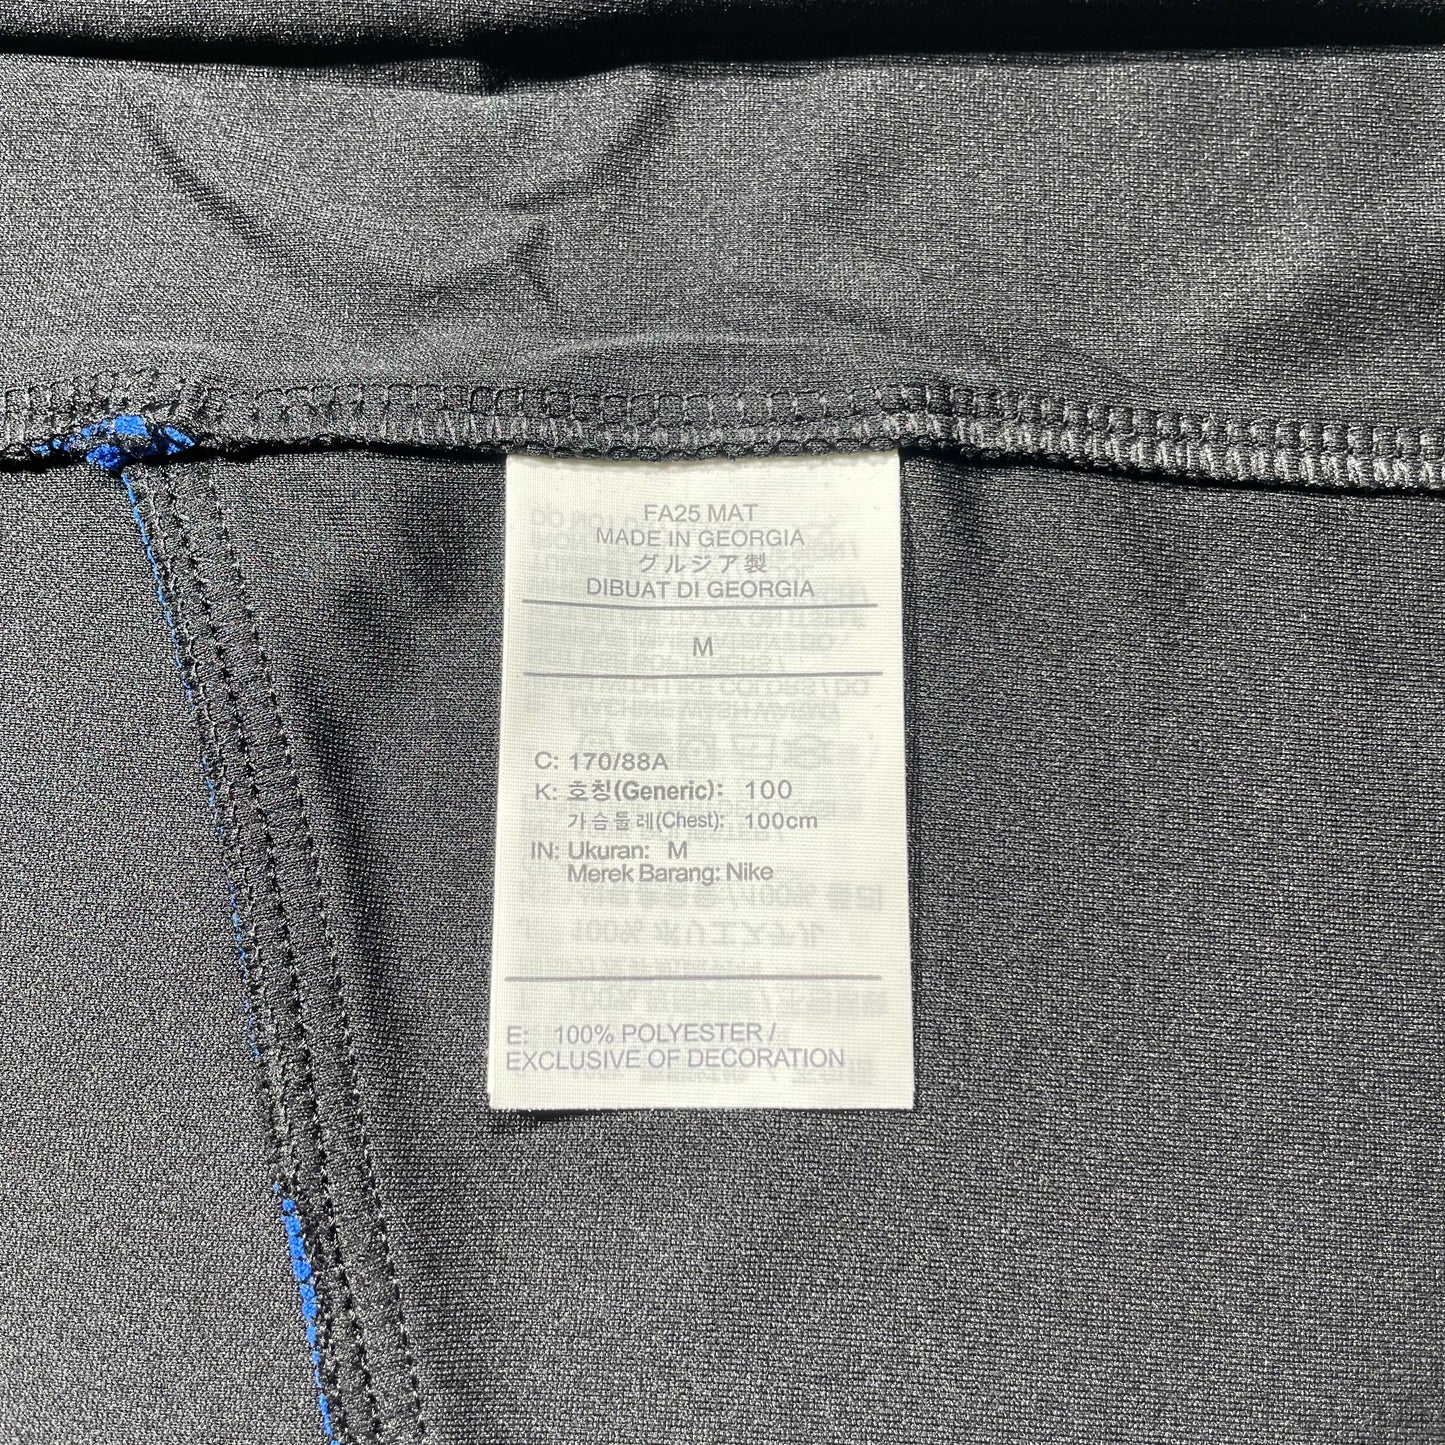 FA25 MAT
MADE IN GEORGIA
グルジア製
DIBUAT DI GEORGIA
M
C: 170/88A
K: 호칭(Generic): 100
가슴둘레(Chest): 100cm
IN: Ukuran: M
Merek Barang: Nike
E: 100% POLYESTER /
EXCLUSIVE OF DECORATION